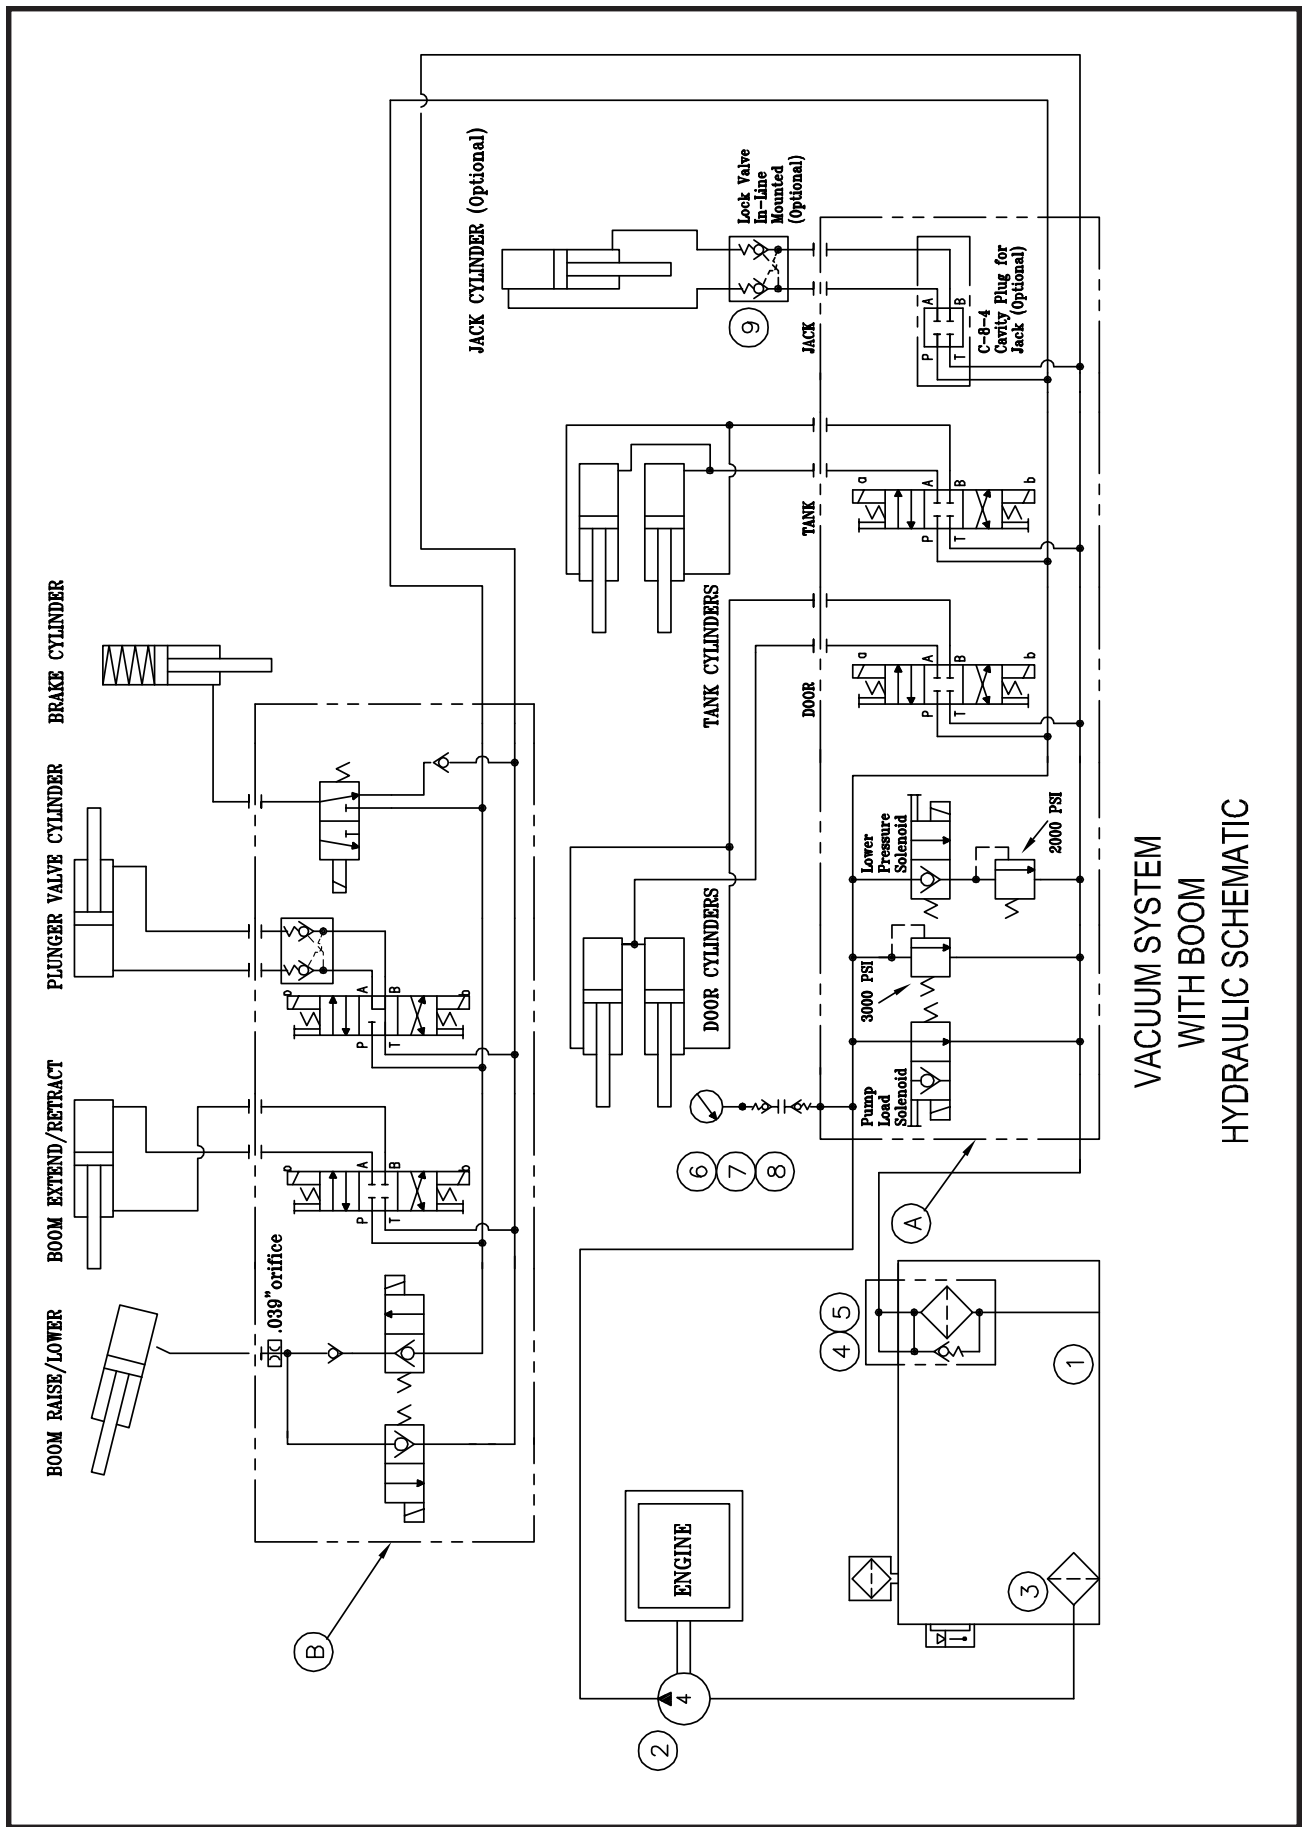 BOOM RAISE/LOWER
BOOM EXTEND/RETRACT
PLUNGER VALVE CYLINDER
BRAKE CYLINDER
.039"orifice
P
T
A
B
b
b
P
T
A
B
b
b
B
JACK CYLINDER (Optional)
Lock Valve
In-Line
Mounted
(Optional)
9
JACK
P
T
A
B
C-8-4
Cavity Plug for
Jack (Optional)
TANK CYLINDERS
TANK
a
P
T
A
B
b
DOOR CYLINDERS
DOOR
a
P
T
A
B
b
Lower
Pressure
Solenoid
2000 PSI
3000 PSI
Pump
Load
Solenoid
6
7
8
A
4
5
1
3
ENGINE
4
2
VACUUM SYSTEM
WITH BOOM
HYDRAULIC SCHEMATIC